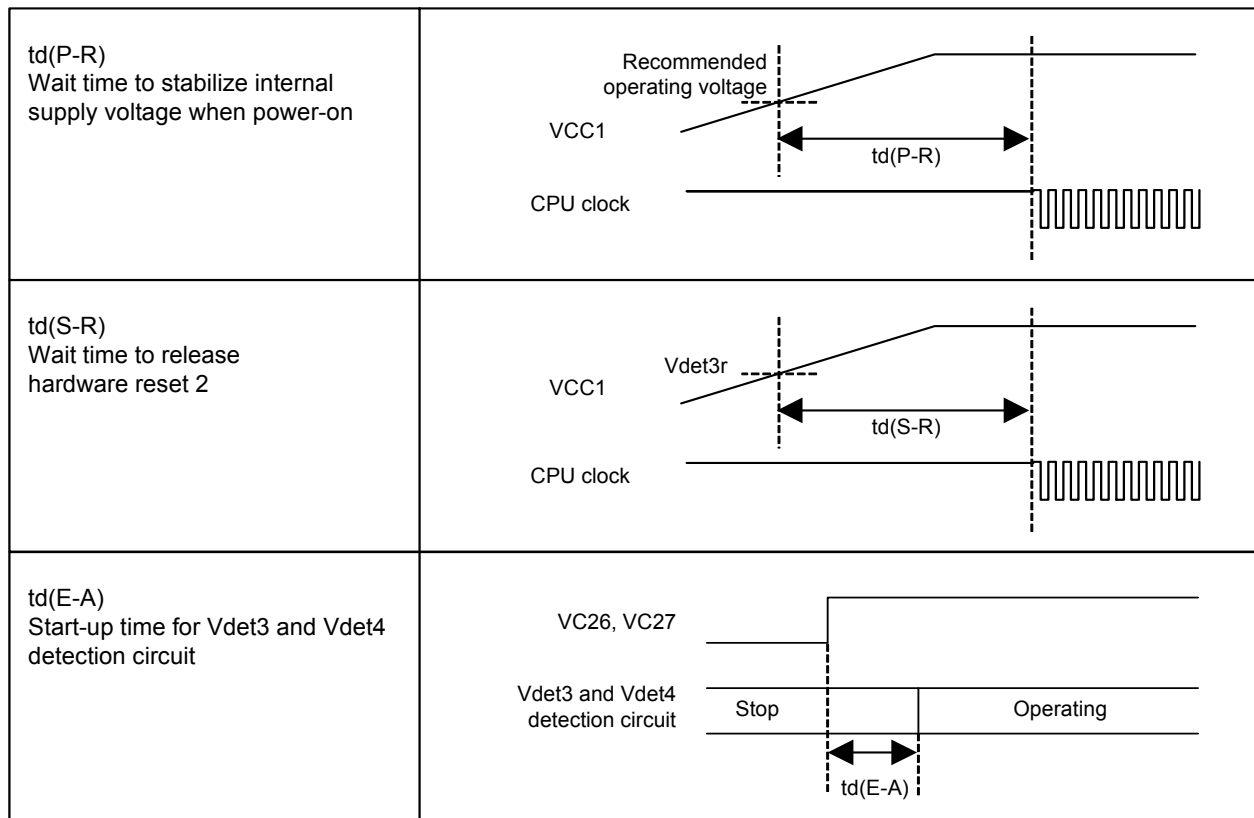 td(P-R)
Wait time to stabilize internal
supply voltage when power-on
Recommended
operating voltage
VCC1
td(P-R)
CPU clock
td(S-R)
Wait time to release
hardware reset 2
Vdet3r
VCC1
td(S-R)
CPU clock
td(E-A)
Start-up time for Vdet3 and Vdet4
detection circuit
VC26, VC27
Vdet3 and Vdet4
detection circuit
Stop
Operating
td(E-A)